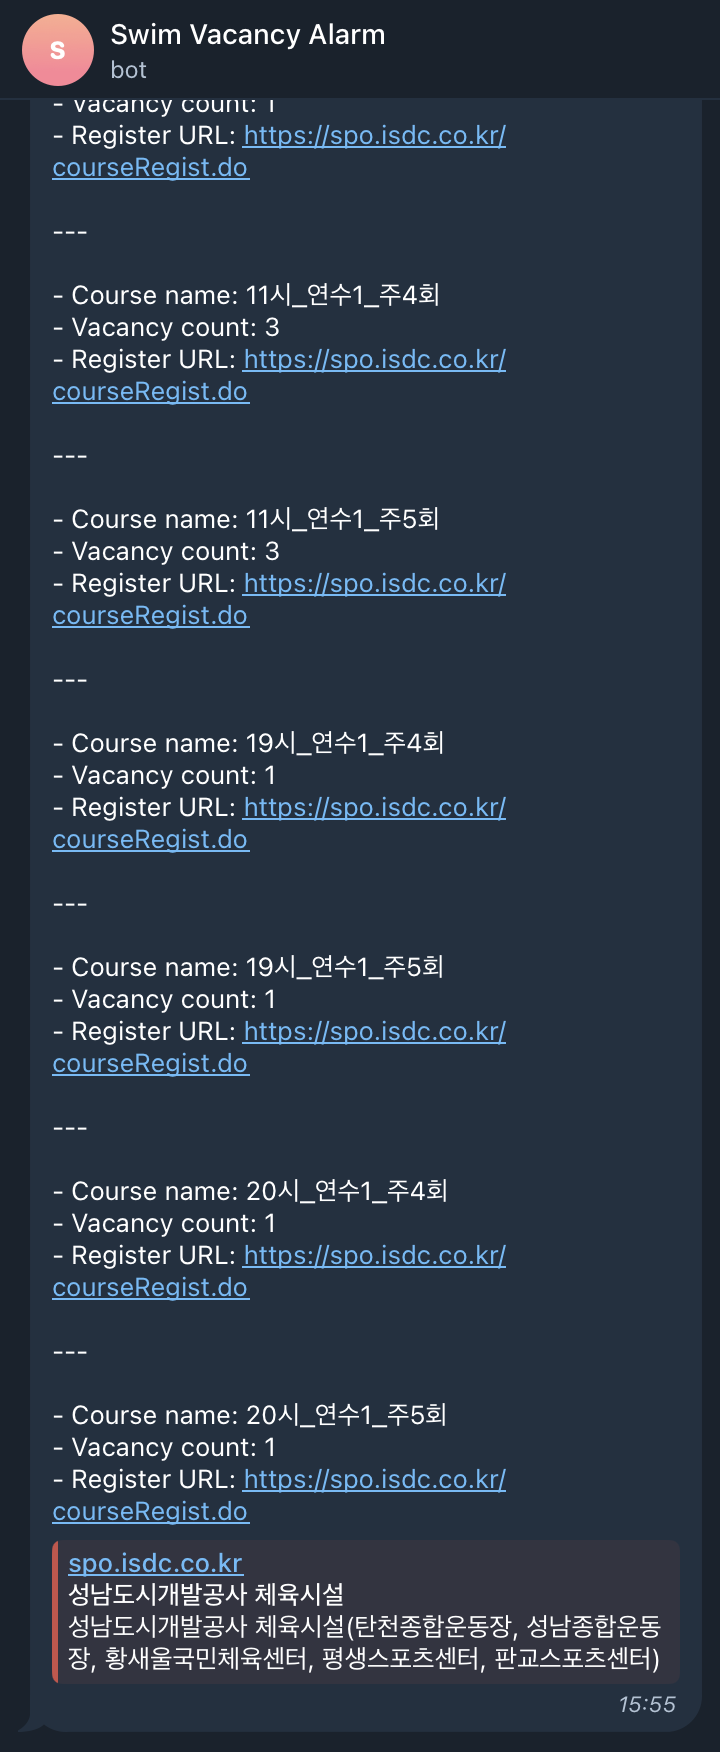 S
Swim Vacancy Alarm
bot
- Vacancy count: 1
- Register URL: https://spo.isdc.co.kr/
courseRegist.do
---
- Course name: 11시_연수1_주4회
- Vacancy count: 3
- Register URL: https://spo.isdc.co.kr/
courseRegist.do
---
- Course name: 11시_연수1_주5회
- Vacancy count: 3
- Register URL: https://spo.isdc.co.kr/
courseRegist.do
---
- Course name: 19시_연수1_주4회
- Vacancy count: 1
- Register URL: https://spo.isdc.co.kr/
courseRegist.do
---
- Course name: 19시_연수1_주5회
- Vacancy count: 1
- Register URL: https://spo.isdc.co.kr/
courseRegist.do
---
- Course name: 20시_연수1_주4회
- Vacancy count: 1
- Register URL: https://spo.isdc.co.kr/
courseRegist.do
---
- Course name: 20시_연수1_주5회
- Vacancy count: 1
- Register URL: https://spo.isdc.co.kr/
courseRegist.do
spo.isdc.co.kr
성남도시개발공사 체육시설
성남도시개발공사 체육시설(탄천종합운동장, 성남종합운동
장, 황새울국민체육센터, 평생스포츠센터, 판교스포츠센터)
15:55